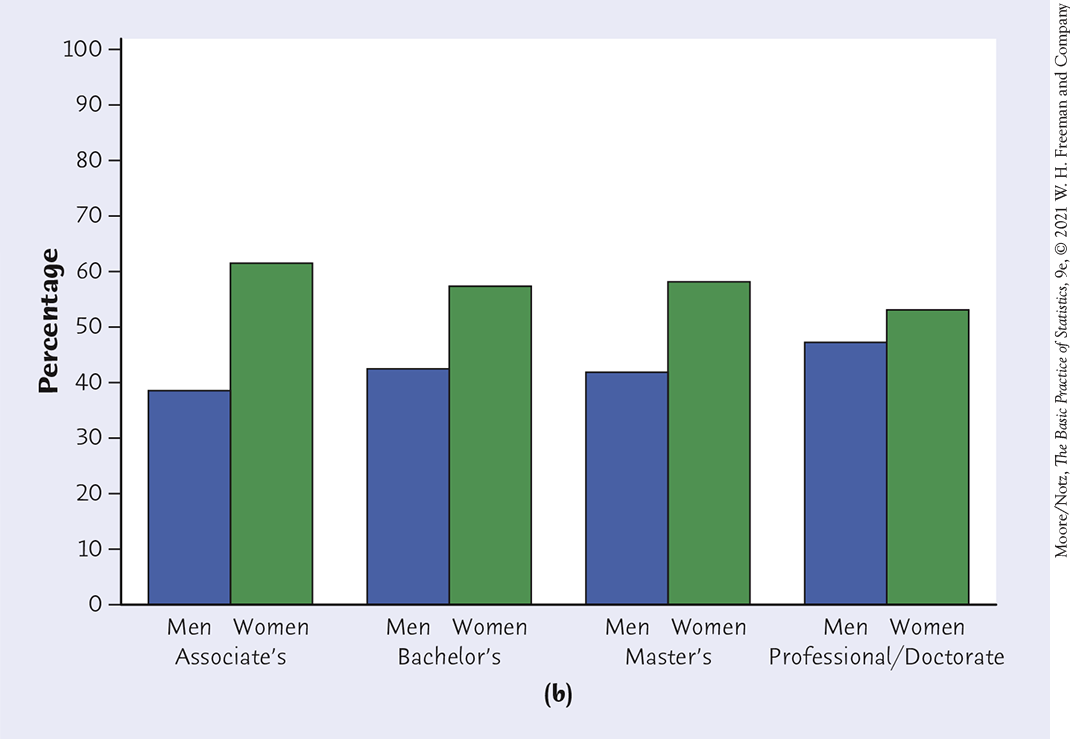 100
90
80
70
60
50
40
30
20
10
0
Percentage
Men Women Men Women Men Women Men Women
Associate's Bachelor's Master's Professional/Doctorate
(b)
Moore/Notz, The Basic Practice of Statistics, 9e, © 2021 W. H. Freeman and Company